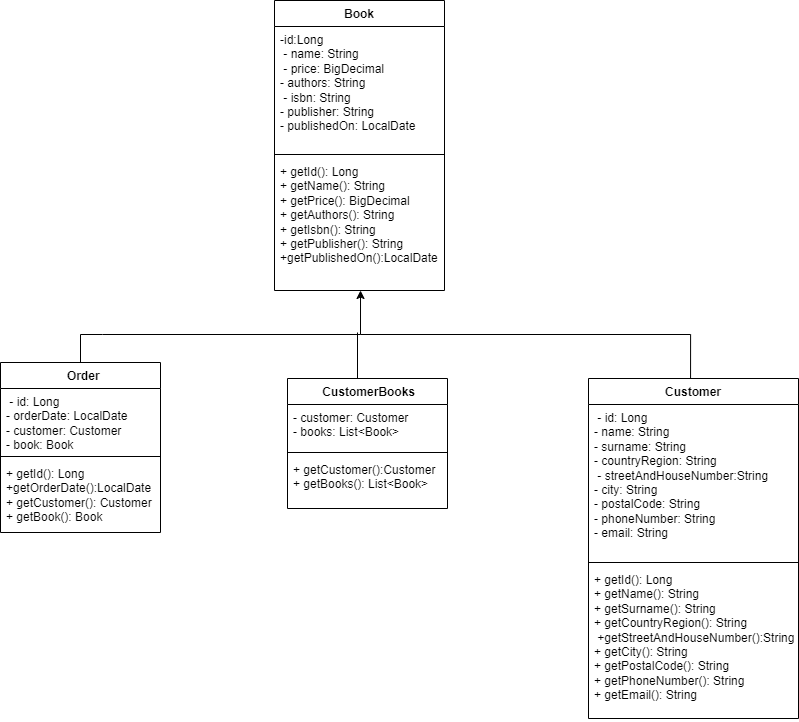 Book
-id:Long
- name: String
- price: BigDecimal
- authors: String
- isbn: String
- publisher: String
- publishedOn: LocalDate
+ getId(): Long
+ getName(): String
+ getPrice(): BigDecimal
+ getAuthors(): String
+ getIsbn(): String
+ getPublisher(): String
+getPublishedOn():LocalDate
Order
- id: Long
- orderDate: LocalDate
- customer: Customer
- book: Book
+ getId(): Long
+getOrderDate():LocalDate
+ getCustomer(): Customer
+ getBook(): Book
CustomerBooks
- customer: Customer
- books: List<Book>
+ getCustomer():Customer
+ getBooks(): List<Book>
Customer
- id: Long
- name: String
- surname: String
- countryRegion: String
- streetAndHouseNumber:String
- city: String
- postalCode: String
- phoneNumber: String
- email: String
+ getId(): Long
+ getName(): String
+ getSurname(): String
+ getCountryRegion(): String
+getStreetAndHouseNumber():String
+ getCity(): String
+ getPostalCode(): String
+ getPhoneNumber(): String
+ getEmail(): String